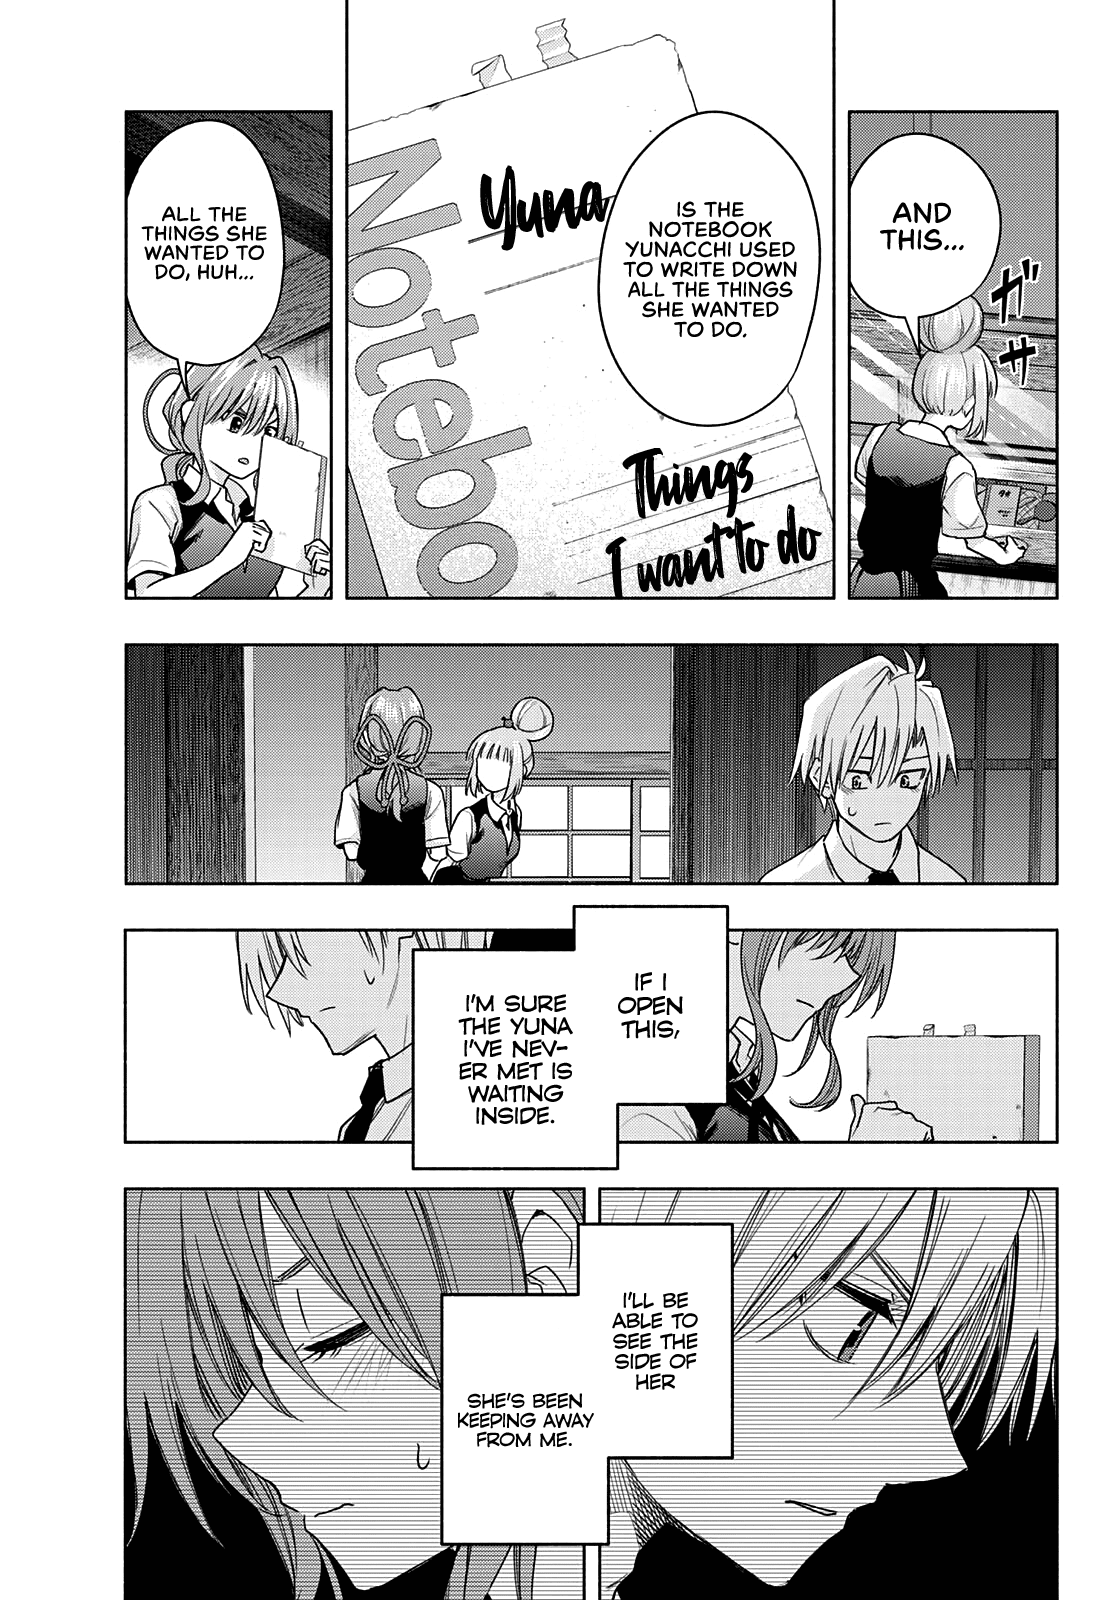 AND
THIS...
ガサ
IS THE
NOTEBOOK
YUNACCHI USED
TO WRITE DOWN
ALL THE THINGS
SHE WANTED
TO DO.
Notebo
Yuna
Things
I want to do
ALL THE
THINGS SHE
WANTED TO
DO, HUH...
IF I
OPEN
THIS,
I'M SURE
THE YUNA
I'VE NEV-
ER MET IS
WAITING
INSIDE.
I'LL BE
ABLE TO
SEE THE
SIDE OF
HER
SHE'S BEEN
KEEPING AWAY
FROM ME.